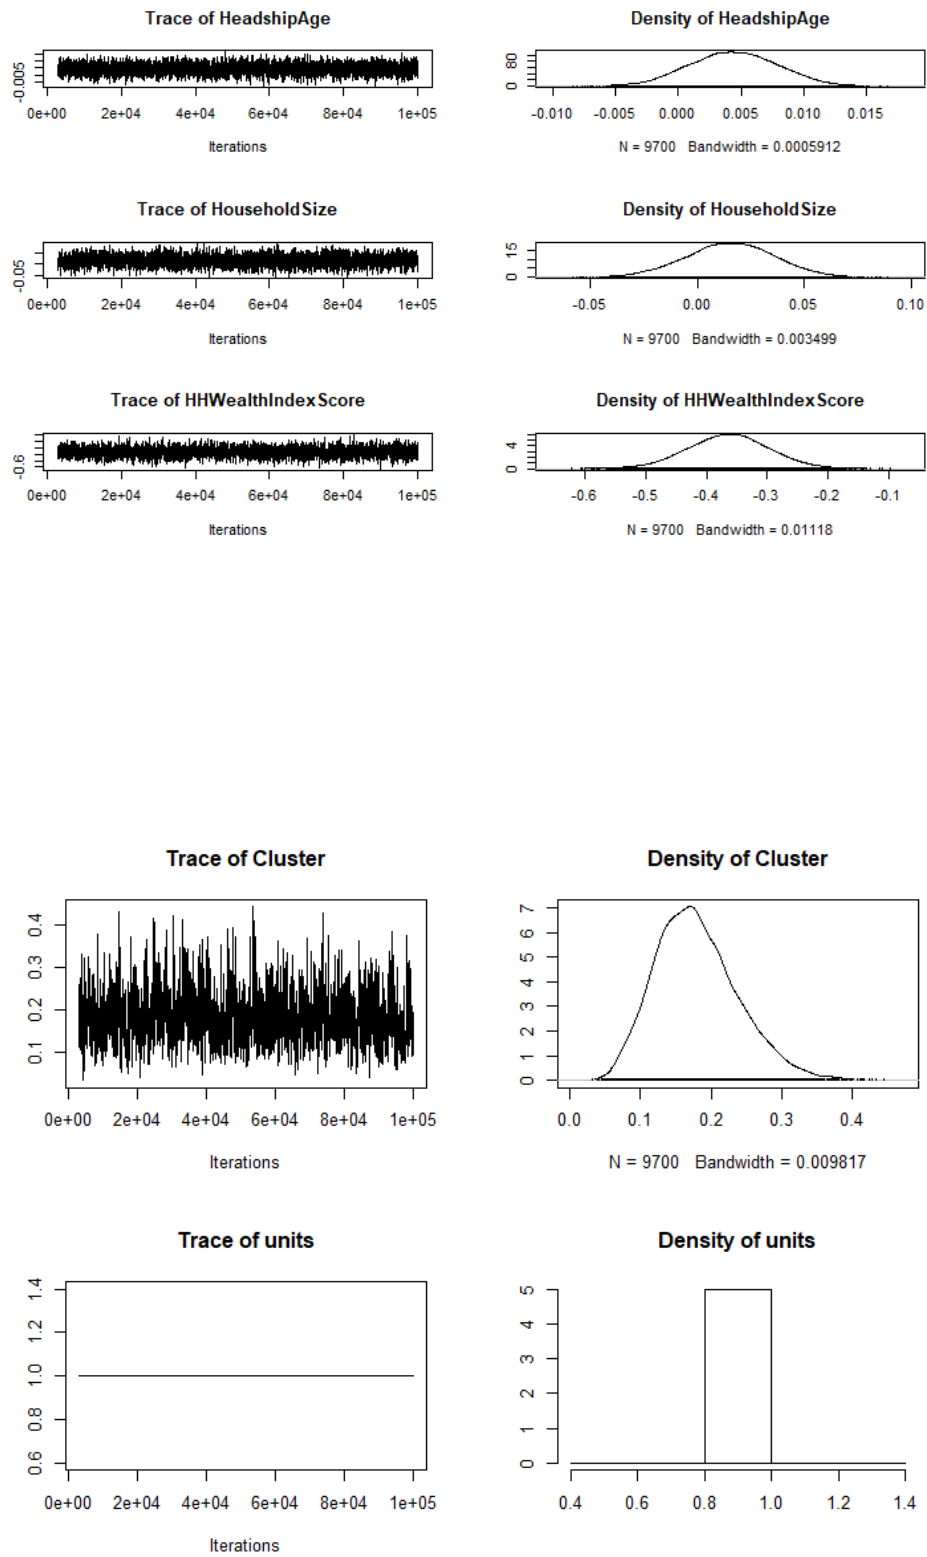 Trace of HeadshipAge
Density of HeadshipAge
-0.005
0e+00 2e+04 4e+04 6e+04 8e+04 1e+05
Iterations
0 80
-0.010 -0.005 0.000 0.005 0.010 0.015
N = 9700 Bandwidth = 0.0005912
Trace of HouseholdSize
Density of HouseholdSize
-0.05
0e+00 2e+04 4e+04 6e+04 8e+04 1e+05
Iterations
0 15
-0.05 0.00 0.05 0.10
N = 9700 Bandwidth = 0.003499
Trace of HHWealthIndexScore
Density of HHWealthIndexScore
-0.6
0e+00 2e+04 4e+04 6e+04 8e+04 1e+05
Iterations
0 4
-0.6 -0.5 -0.4 -0.3 -0.2 -0.1
N = 9700 Bandwidth = 0.01118
Trace of Cluster
Density of Cluster
0.1 0.2 0.3 0.4
0e+00 2e+04 4e+04 6e+04 8e+04 1e+05
Iterations
0 1 2 3 4 5 6 7
0.0 0.1 0.2 0.3 0.4
N = 9700 Bandwidth = 0.009817
Trace of units
Density of units
0.6 0.8 1.0 1.2 1.4
0e+00 2e+04 4e+04 6e+04 8e+04 1e+05
Iterations
0 1 2 3 4 5
0.4 0.6 0.8 1.0 1.2 1.4